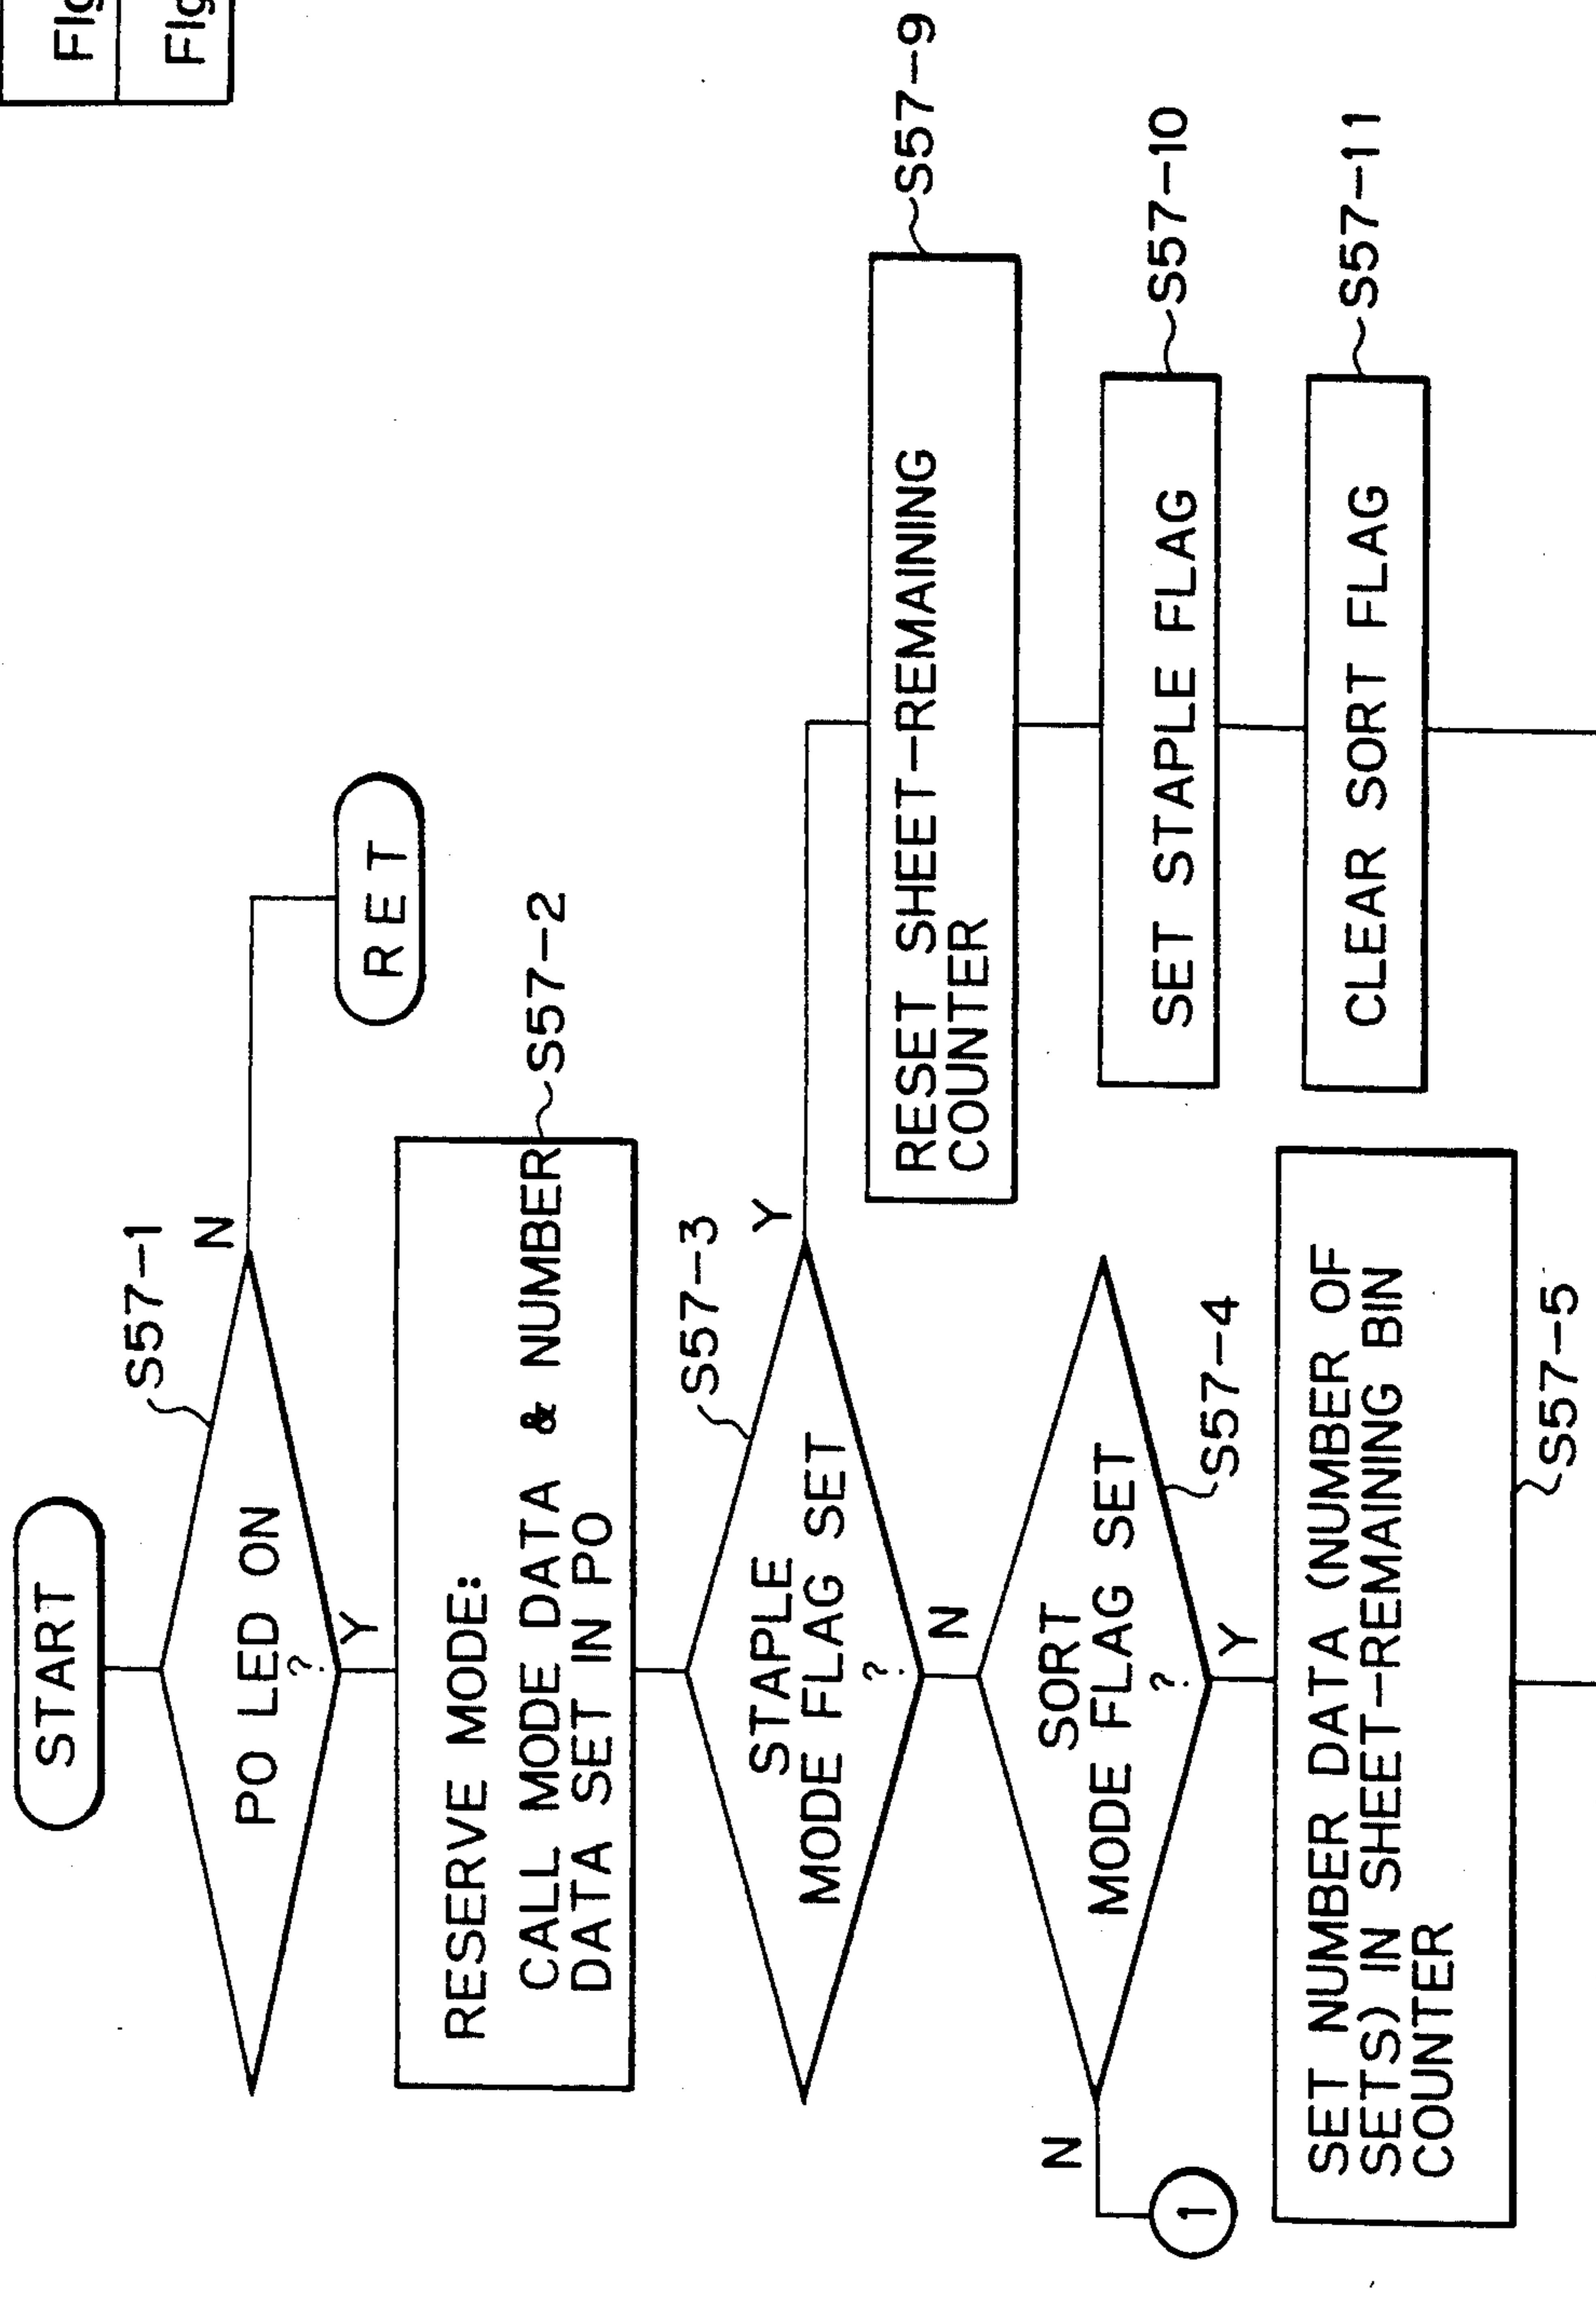 Fig
Fig
START
S57-1
PO LED ON
?
N
Y
RET
RESERVE MODE:
CALL MODE DATA & NUMBER
DATA SET IN PO
S57-2
S57-3
STAPLE
MODE FLAG SET
?
Y
N
SORT
MODE FLAG SET
?
S57-4
N
Y
1
SET NUMBER DATA (NUMBER OF
SETS) IN SHEET-REMAINING BIN
COUNTER
S57-5
RESET SHEET-REMAINING
COUNTER
S57-9
SET STAPLE FLAG
S57-10
CLEAR SORT FLAG
S57-11